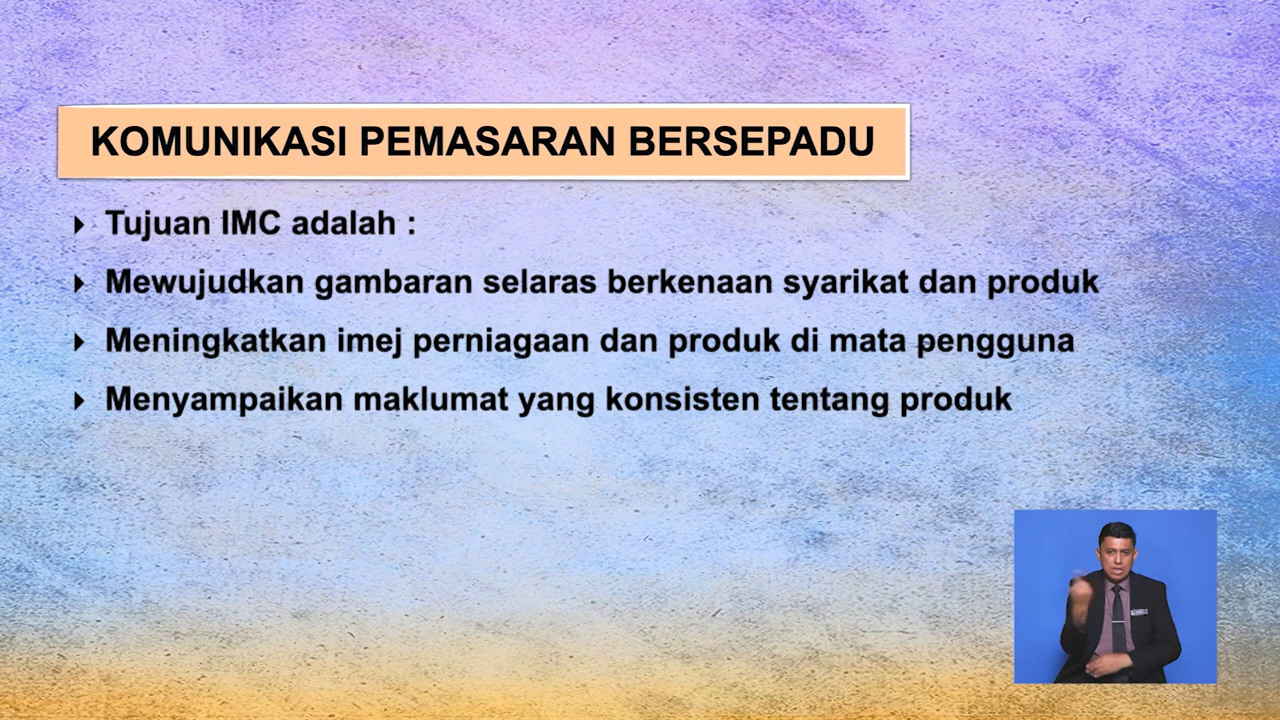 KOMUNIKASI PEMASARAN BERSEPADU
Tujuan IMC adalah :
Mewujudkan gambaran selaras berkenaan syarikat dan produk
Meningkatkan imej perniagaan dan produk di mata pengguna
Menyampaikan maklumat yang konsisten tentang produk